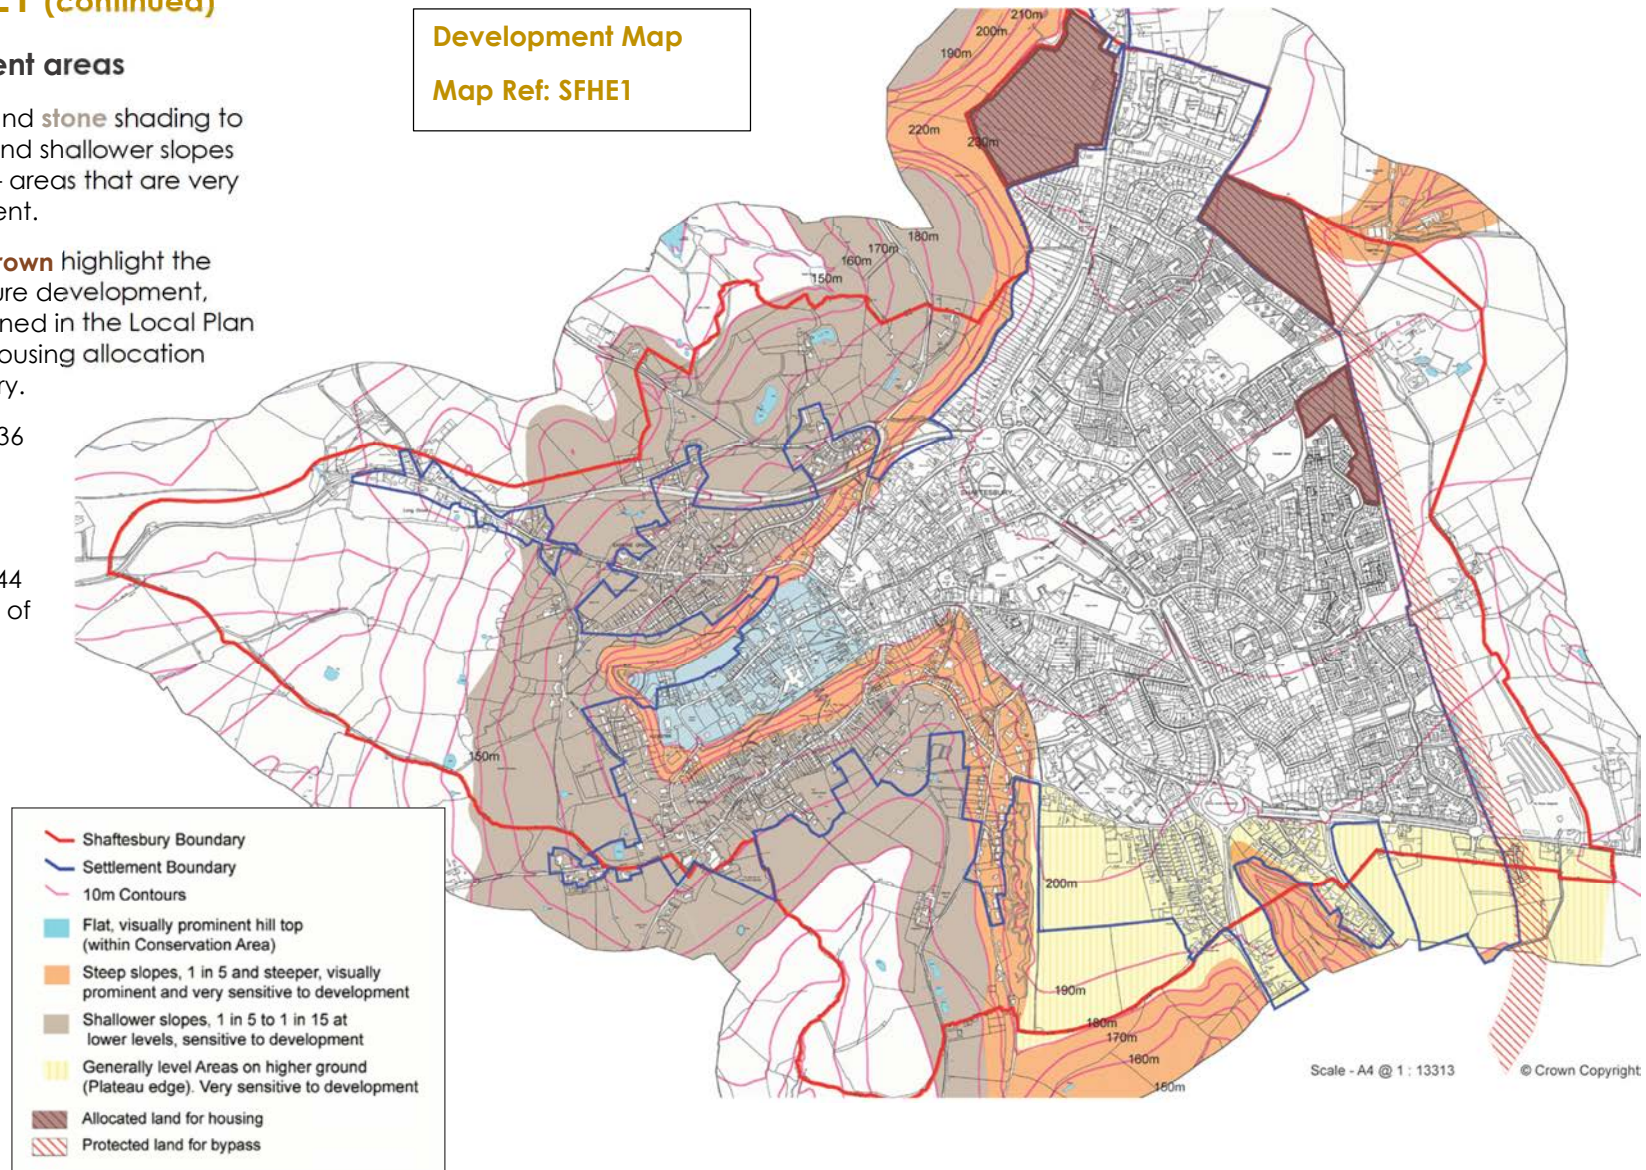 (continued)
ent areas
nd stone shading to
nd shallower slopes
- areas that are very
ent.
rown highlight the
ure development,
ned in the Local Plan
ousing allocation
ry.
36
44
of
Development Map
Map Ref: SFHE1
210m
200m
190m
220m
230m
180m
170m
160m
150m
SHAFTESBURY
150m
200m
190m
180m
170m
160m
150m
Shaftesbury Boundary
Settlement Boundary
10m Contours
Flat, visually prominent hill top
(within Conservation Area)
Steep slopes, 1 in 5 and steeper, visually
prominent and very sensitive to development
Shallower slopes, 1 in 5 to 1 in 15 at
lower levels, sensitive to development
Generally level Areas on higher ground
(Plateau edge). Very sensitive to development
Allocated land for housing
Protected land for bypass
Scale - A4 @ 1 : 13313
© Crown Copyright